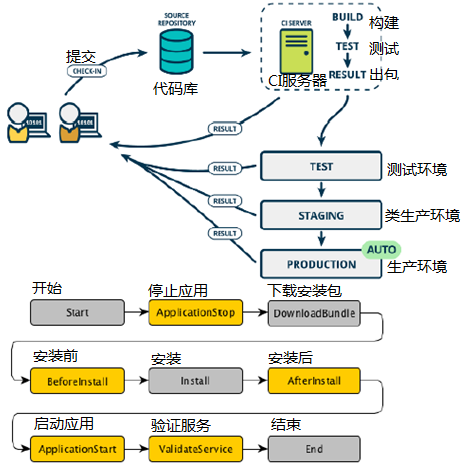 SOURCE
REPOSITORY
代码库
提交
CHECK-IN
CI SERVER
CI服务器
BUILD 构建
TEST 测试
RESULT 出包
RESULT
RESULT
RESULT
RESULT
TEST
测试环境
STAGING
类生产环境
AUTO
PRODUCTION
生产环境
开始
Start
停止应用
ApplicationStop
下载安装包
DownloadBundle
安装前
BeforeInstall
安装
Install
安装后
AfterInstall
启动应用
ApplicationStart
验证服务
ValidateService
结束
End